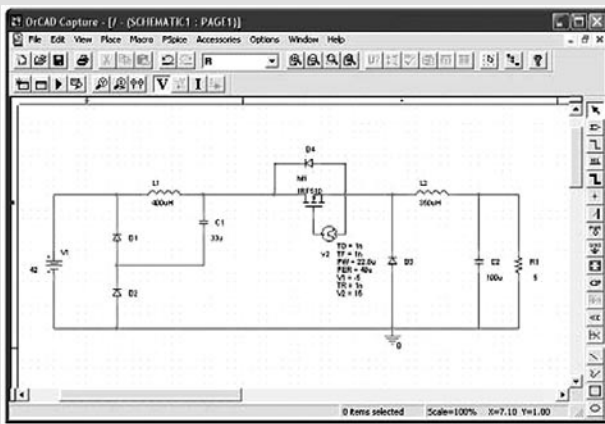 OrCAD Capture - [/ - (SCHEMATIC1 : PAGE1)]
File Edit View Place Macro PSpice Accessories Options Window Help
R
U?
V I
D4
M1
IRF510
L1
400uH
L2
350uH
C1
33u
V1
42
D1
D2
V2
TD = 1n
TF = 1n
PW = 22.8u
PER = 40u
V1 = -5
TR = 1n
V2 = 15
D3
C2
100u
R1
5
0
0 items selected Scale=100% X=7.10 Y=1.00